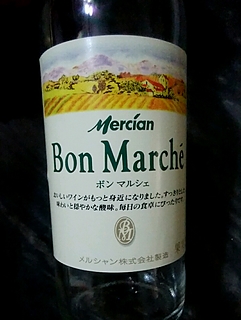 Mercian
Bon Marché
ボン マルシェ
おいしいワインがもっと身近になりました。すっきりとした
味わいと穏やかな酸味。毎日の食卓にぴったりです。
BM
メルシャン株式会社製造